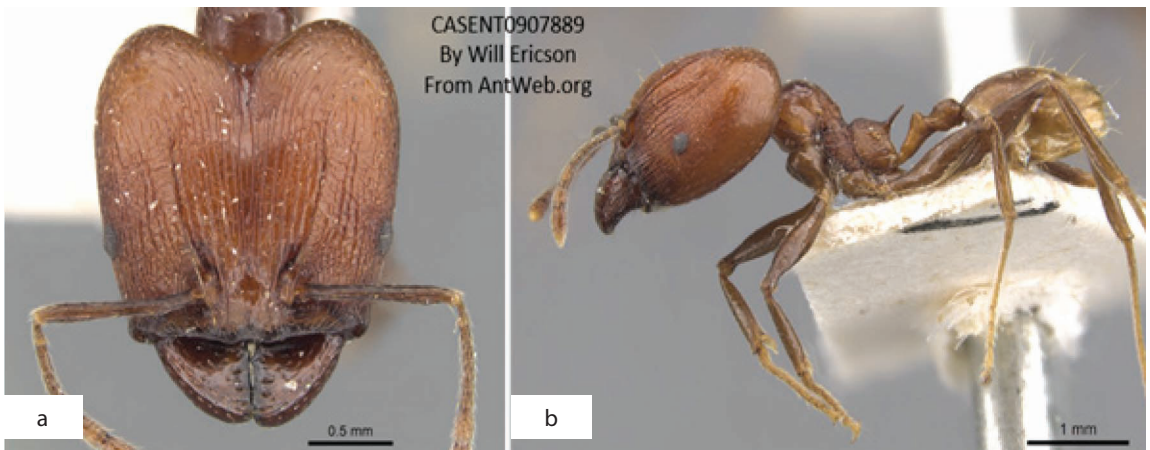 CASENT0907889
By Will Ericson
From AntWeb.org
a
0.5 mm
b
1 mm